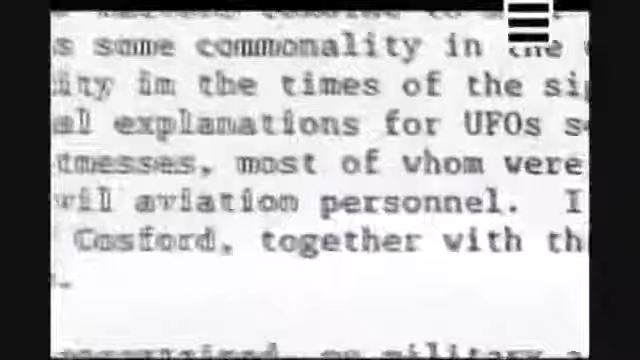 s some commonality in the
ity in the times of the si
al explanations for UFOs s
tnesses, most of whom were
vil aviation personnel. I
Cosford, together with th
military